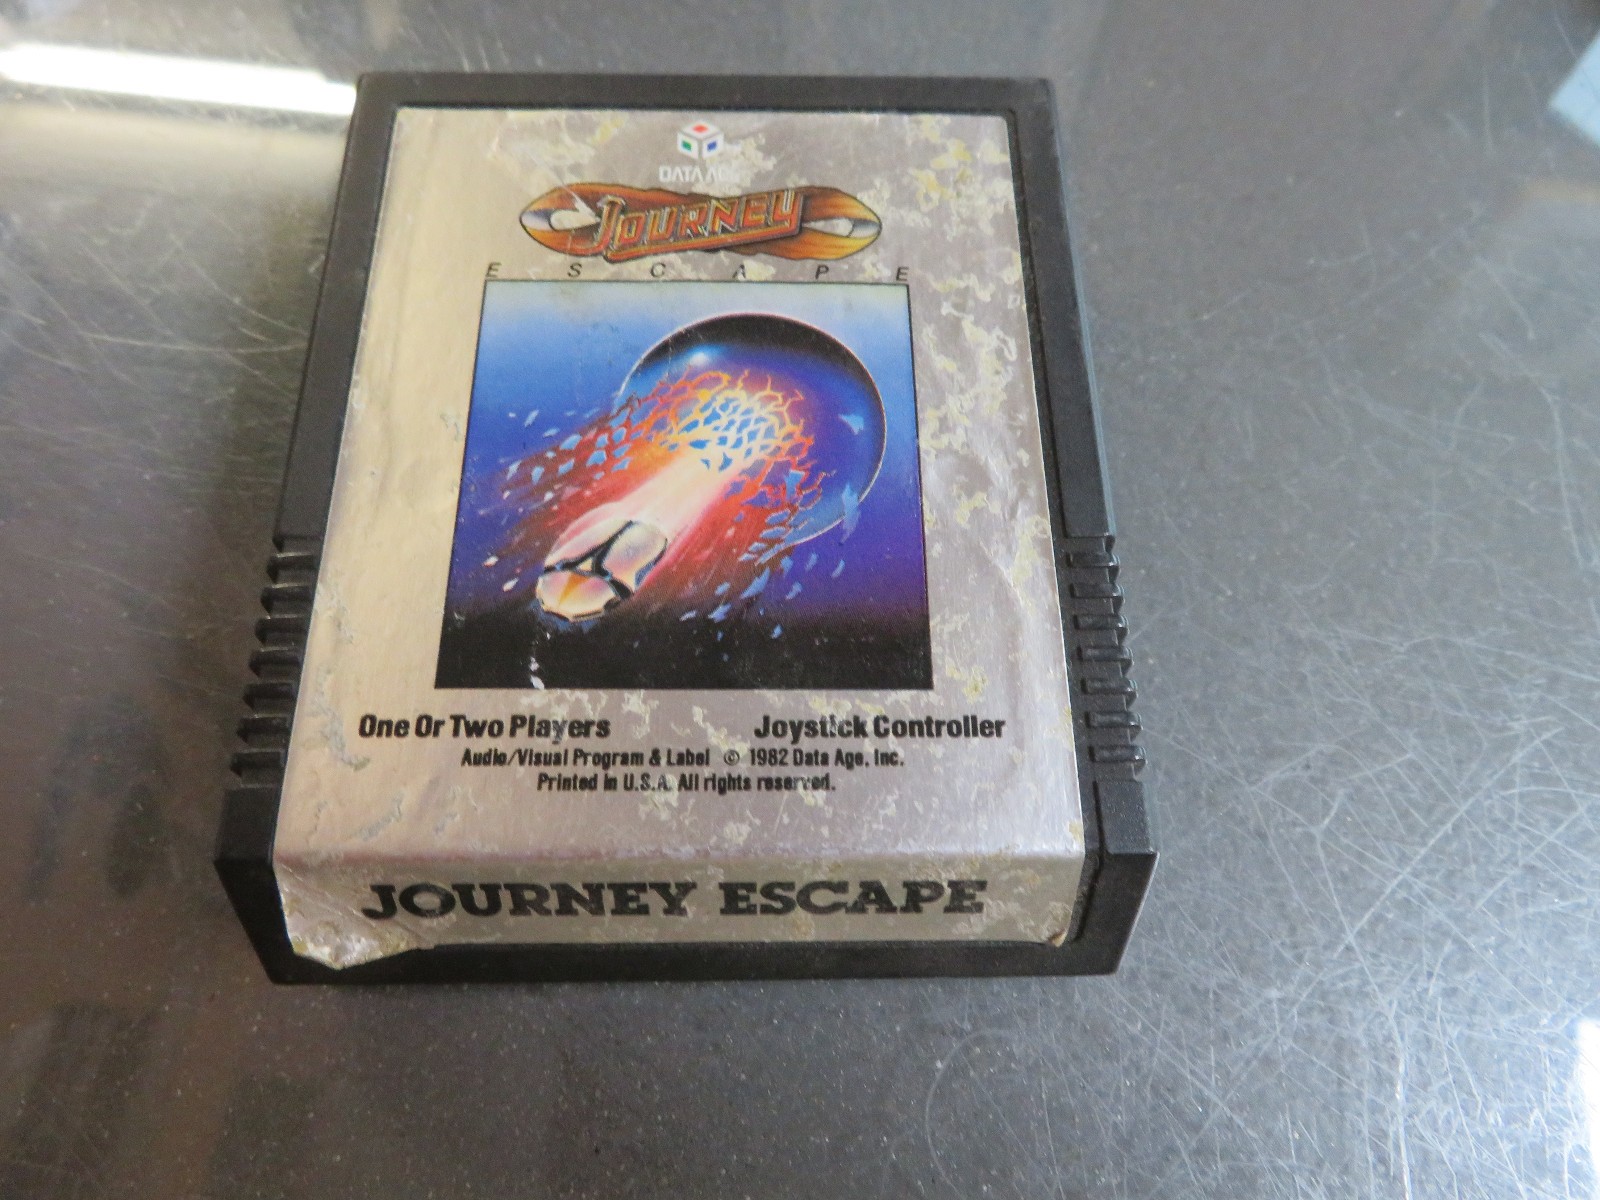 DATA AGE
JOURNEY
ESCAPE
One Or Two Players Joystick Controller
Audio/Visual Program & Label © 1982 Data Age, Inc.
Printed in U.S.A. All rights reserved.
JOURNEY ESCAPE